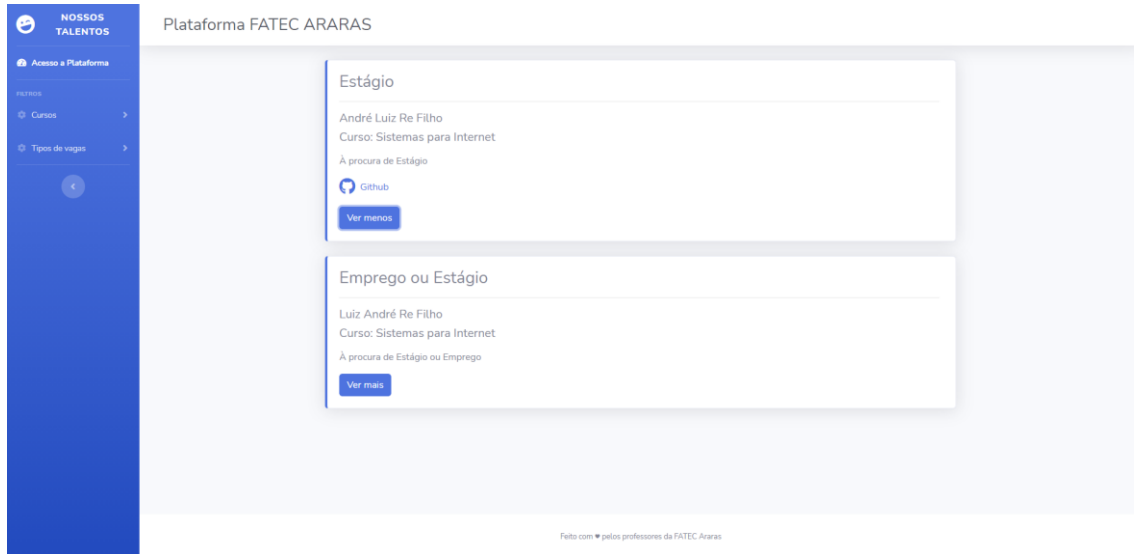 NOSSOS
TALENTOS
Acesso a Plataforma
FILTROS
Cursos
Tipos de vagas
Plataforma FATEC ARARAS
Estágio
André Luiz Re Filho
Curso: Sistemas para Internet
À procura de Estágio
Github
Ver menos
Emprego ou Estágio
Luiz André Re Filho
Curso: Sistemas para Internet
À procura de Estágio ou Emprego
Ver mais
Feito com ♥ pelos professores da FATEC Araras